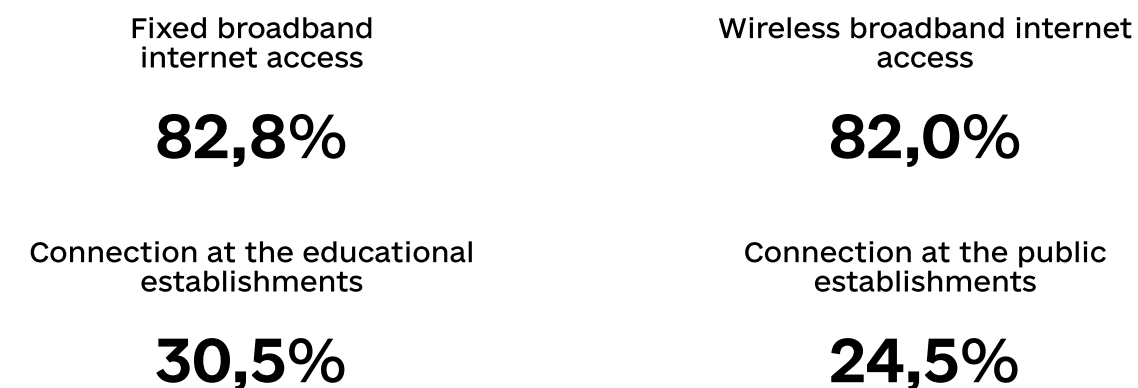 Fixed broadband
internet access
82,8%
Wireless broadband internet
access
82,0%
Connection at the educational
establishments
30,5%
Connection at the public
establishments
24,5%